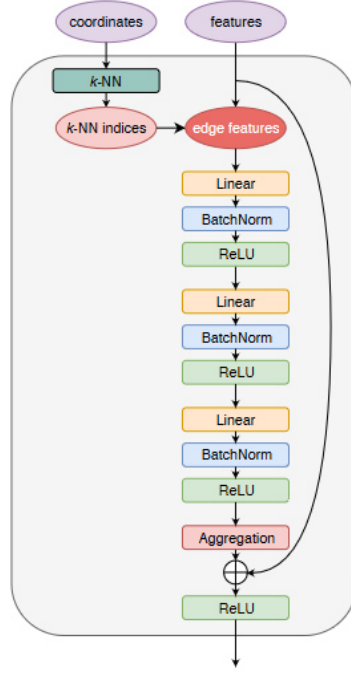 coordinates
features
k-NN
k-NN indices
edge features
Linear
BatchNorm
ReLU
Linear
BatchNorm
ReLU
Linear
BatchNorm
ReLU
Aggregation
ReLU